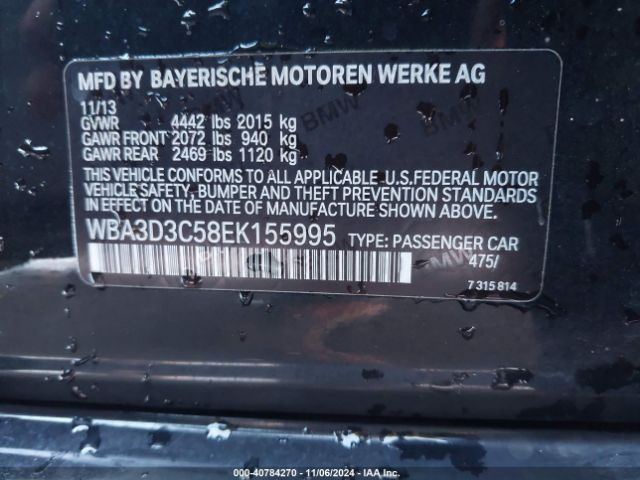 MFD BY BAYERISCHE MOTOREN WERKE AG
11/13
GVWR 4442 lbs 2015 kg
GAWR FRONT 2072 lbs 940 kg
GAWR REAR 2469 lbs 1120 kg
THIS VEHICLE CONFORMS TO ALL APPLICABLE U.S. FEDERAL MOTOR
VEHICLE SAFETY, BUMPER AND THEFT PREVENTION STANDARDS
IN EFFECT ON THE DATE OF MANUFACTURE SHOWN ABOVE.
WBA3D3C58EK155995 TYPE: PASSENGER CAR
475/
7 315 814
BMW
BMW
BMW
000-40784270 - 11/06/2024 - IAA Inc.